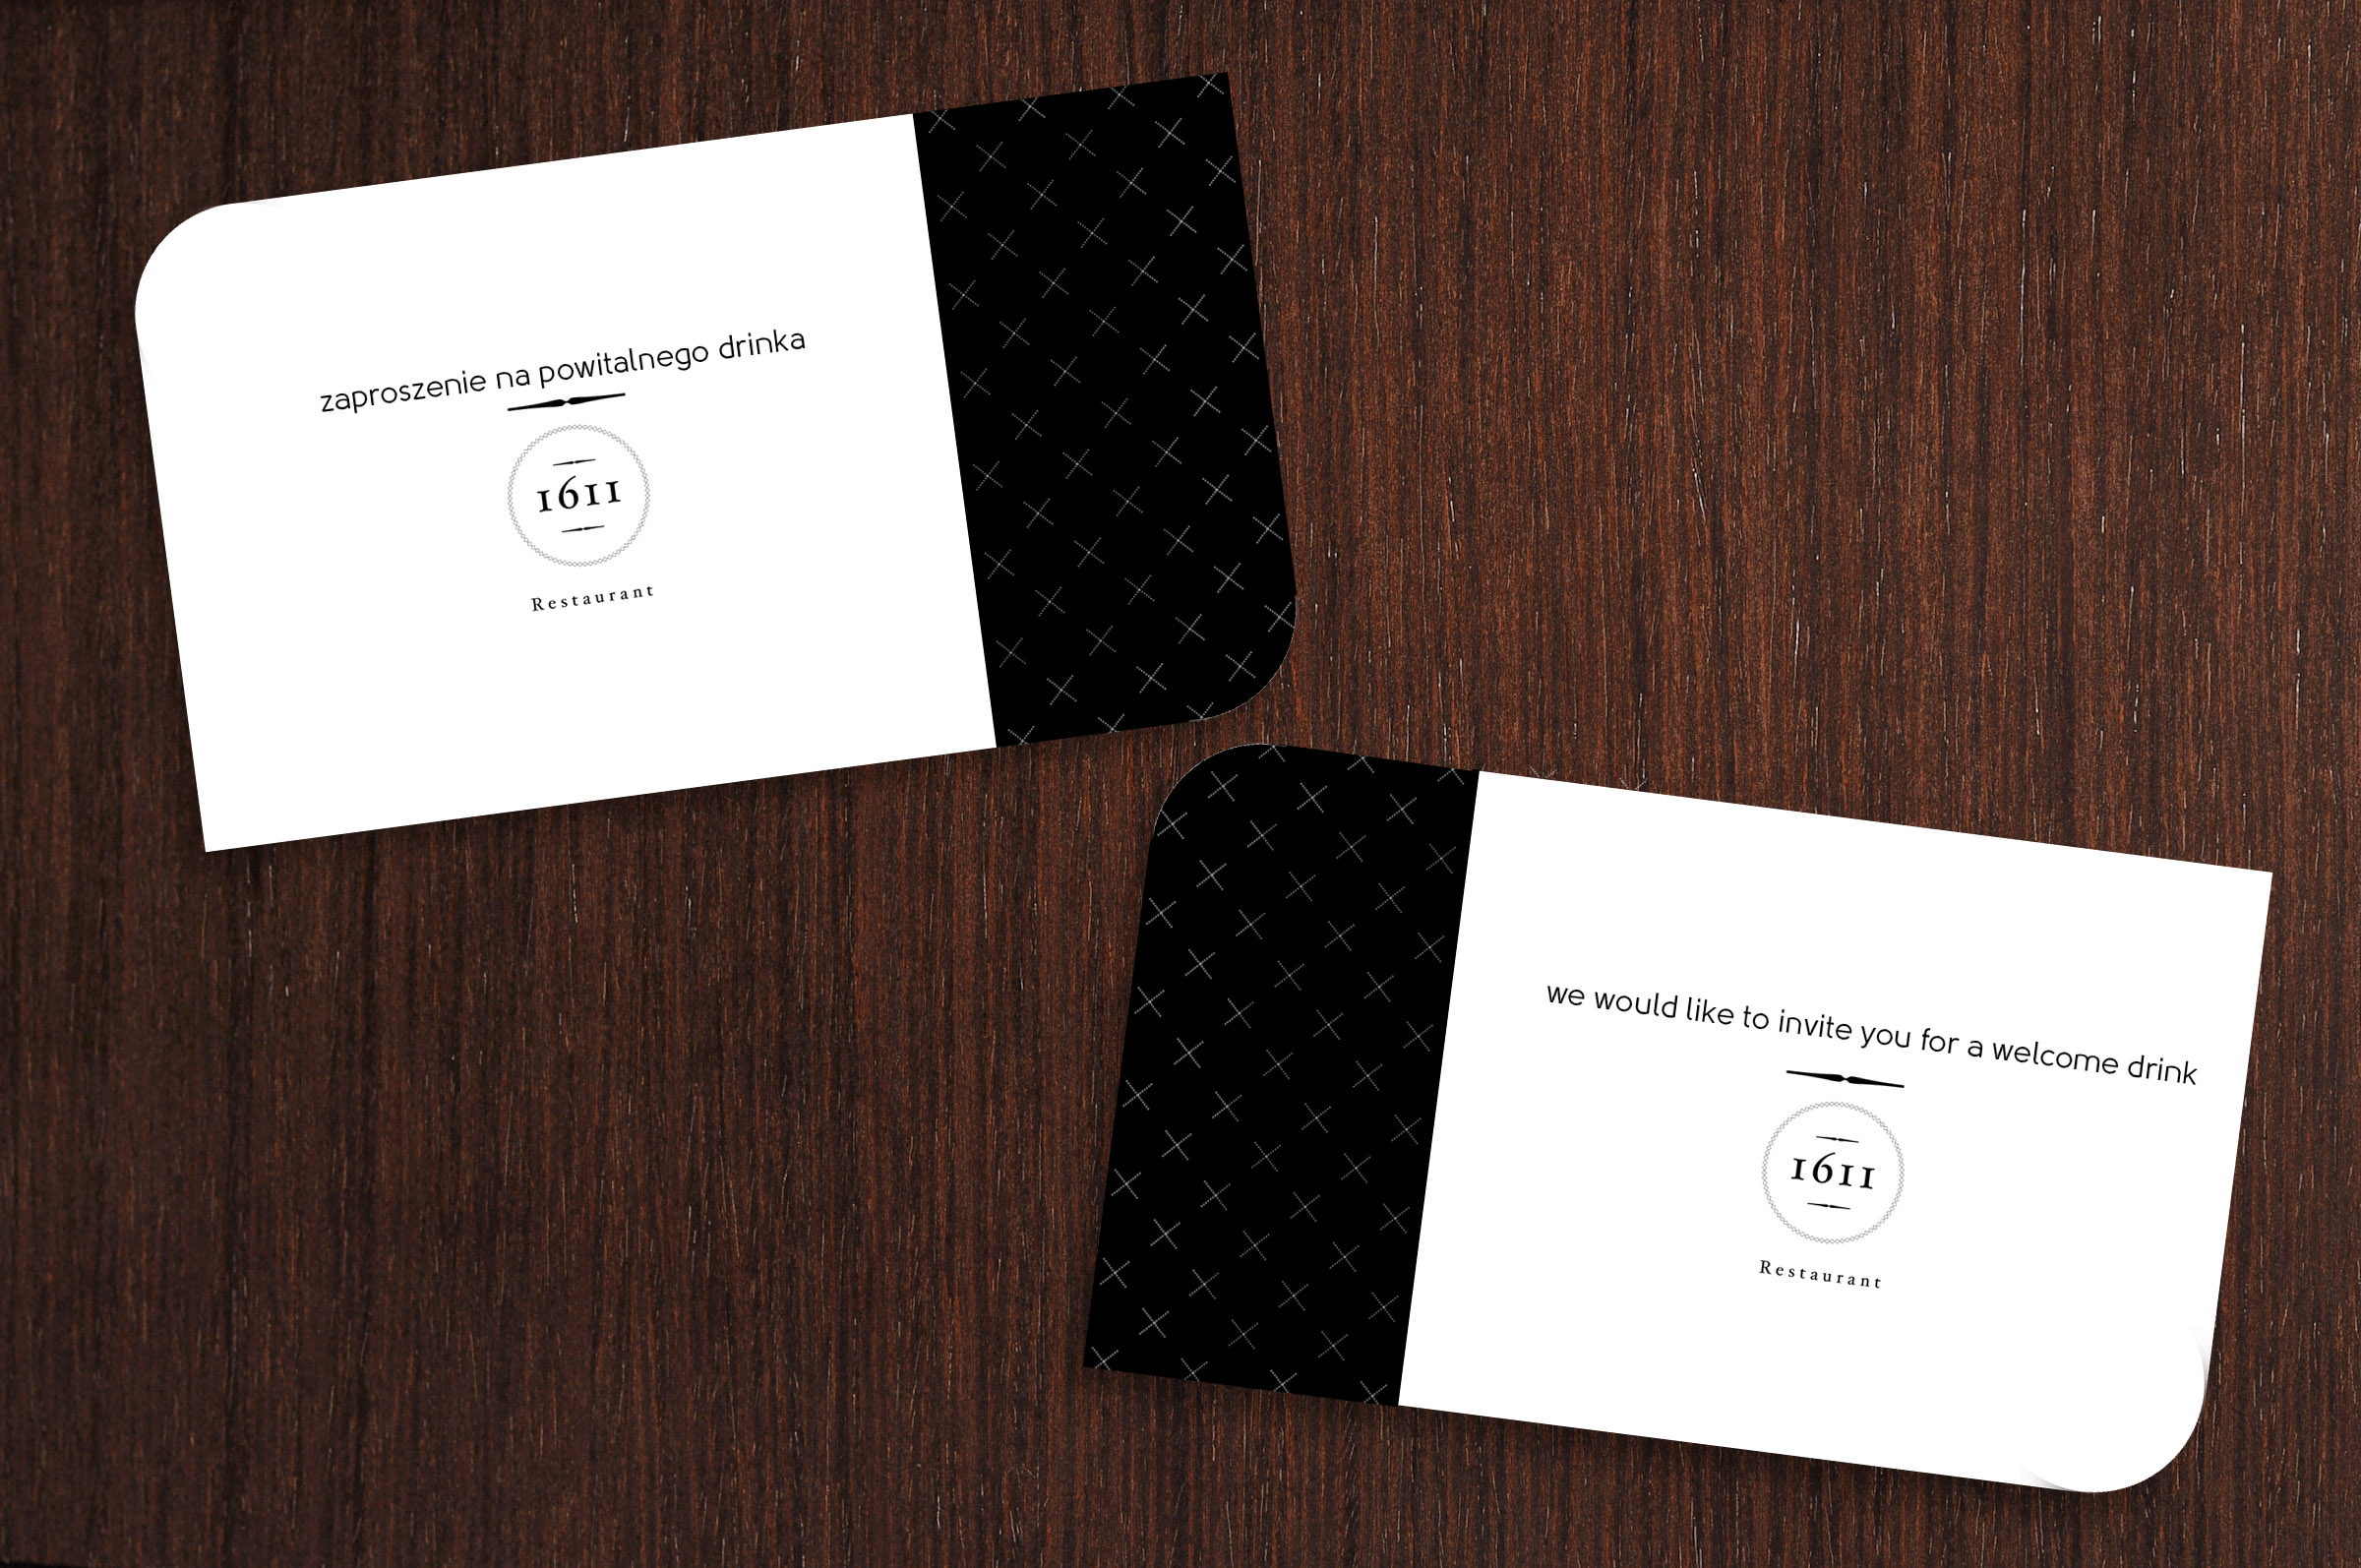 zaproszenie na powitalnego drinka
1611
Restaurant
we would like to invite you for a welcome drink
1611
Restaurant